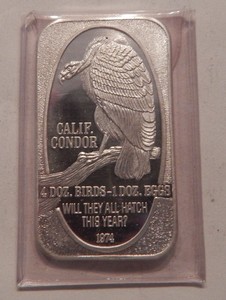 CALIF.
CONDOR
4 DOZ. BIRDS-1 DOZ. EGGS
WILL THEY ALL HATCH
THIS YEAR?
1974